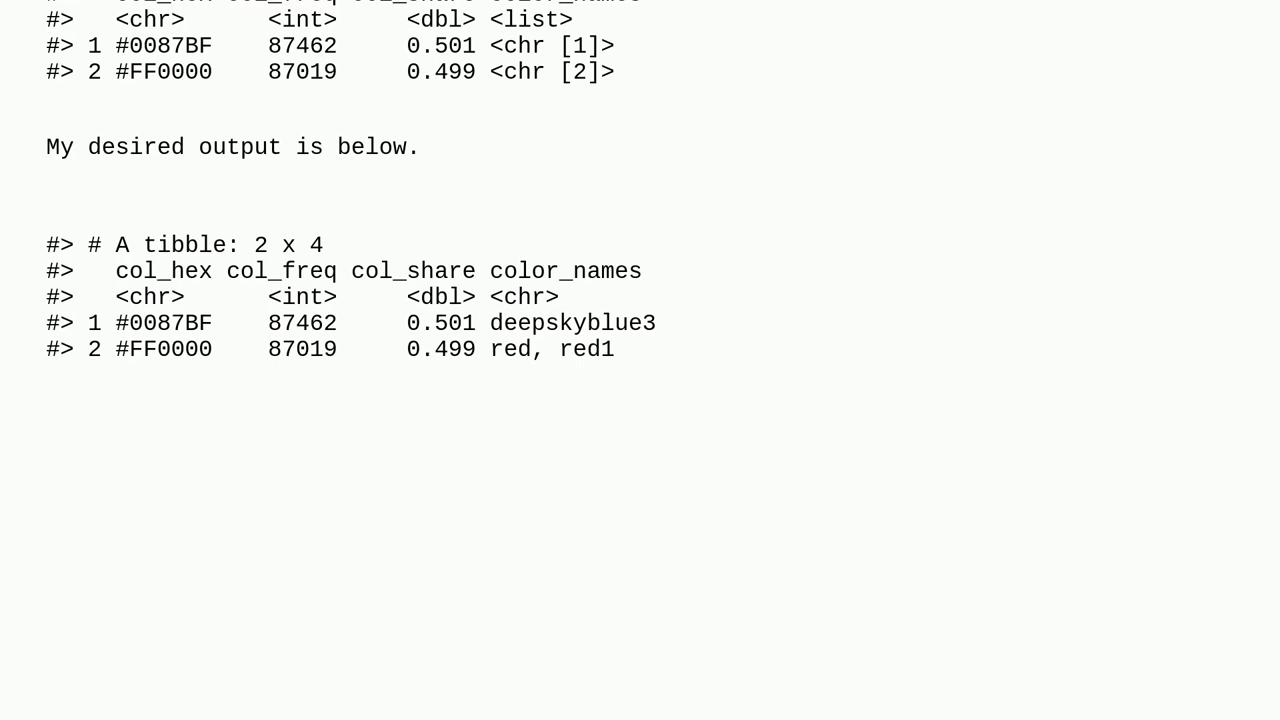 #>   <chr>      <int>     <dbl> <list>
#> 1 #0087BF    87462     0.501 <chr [1]>
#> 2 #FF0000    87019     0.499 <chr [2]>
My desired output is below.
#> # A tibble: 2 x 4
#>   col_hex col_freq col_share color_names
#>   <chr>      <int>     <dbl> <chr>
#> 1 #0087BF    87462     0.501 deepskyblue3
#> 2 #FF0000    87019     0.499 red, red1